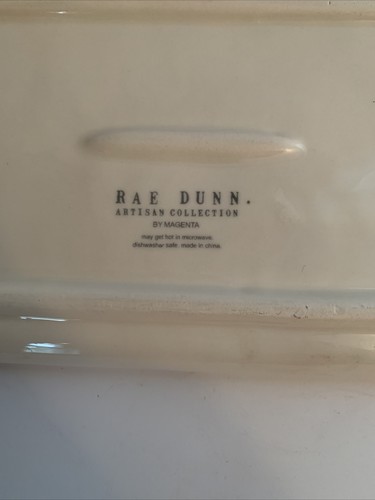 RAE DUNN.
ARTISAN COLLECTION
BY MAGENTA
may get hot in microwave.
dishwasher safe. made in china.